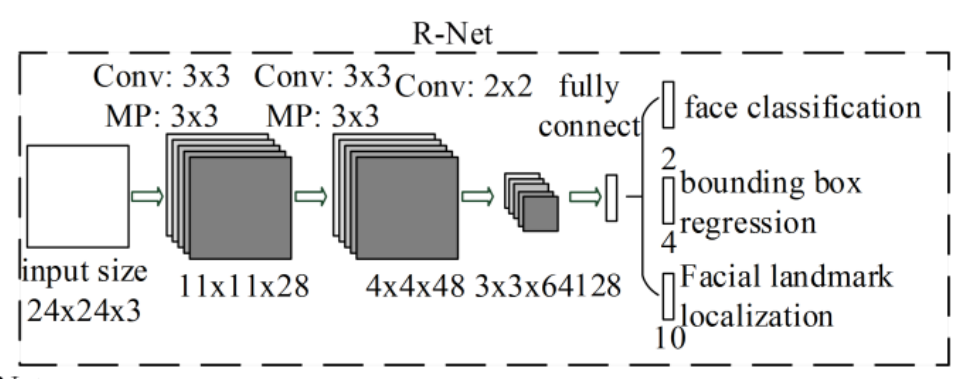 R-Net
Conv: 3x3 Conv: 3x3 Conv: 2x2 fully
MP: 3x3 MP: 3x3 connect
face classification
2
bounding box
regression
4
Facial landmark
localization
10
input size
24x24x3
11x11x28
4x4x48
3x3x64
128